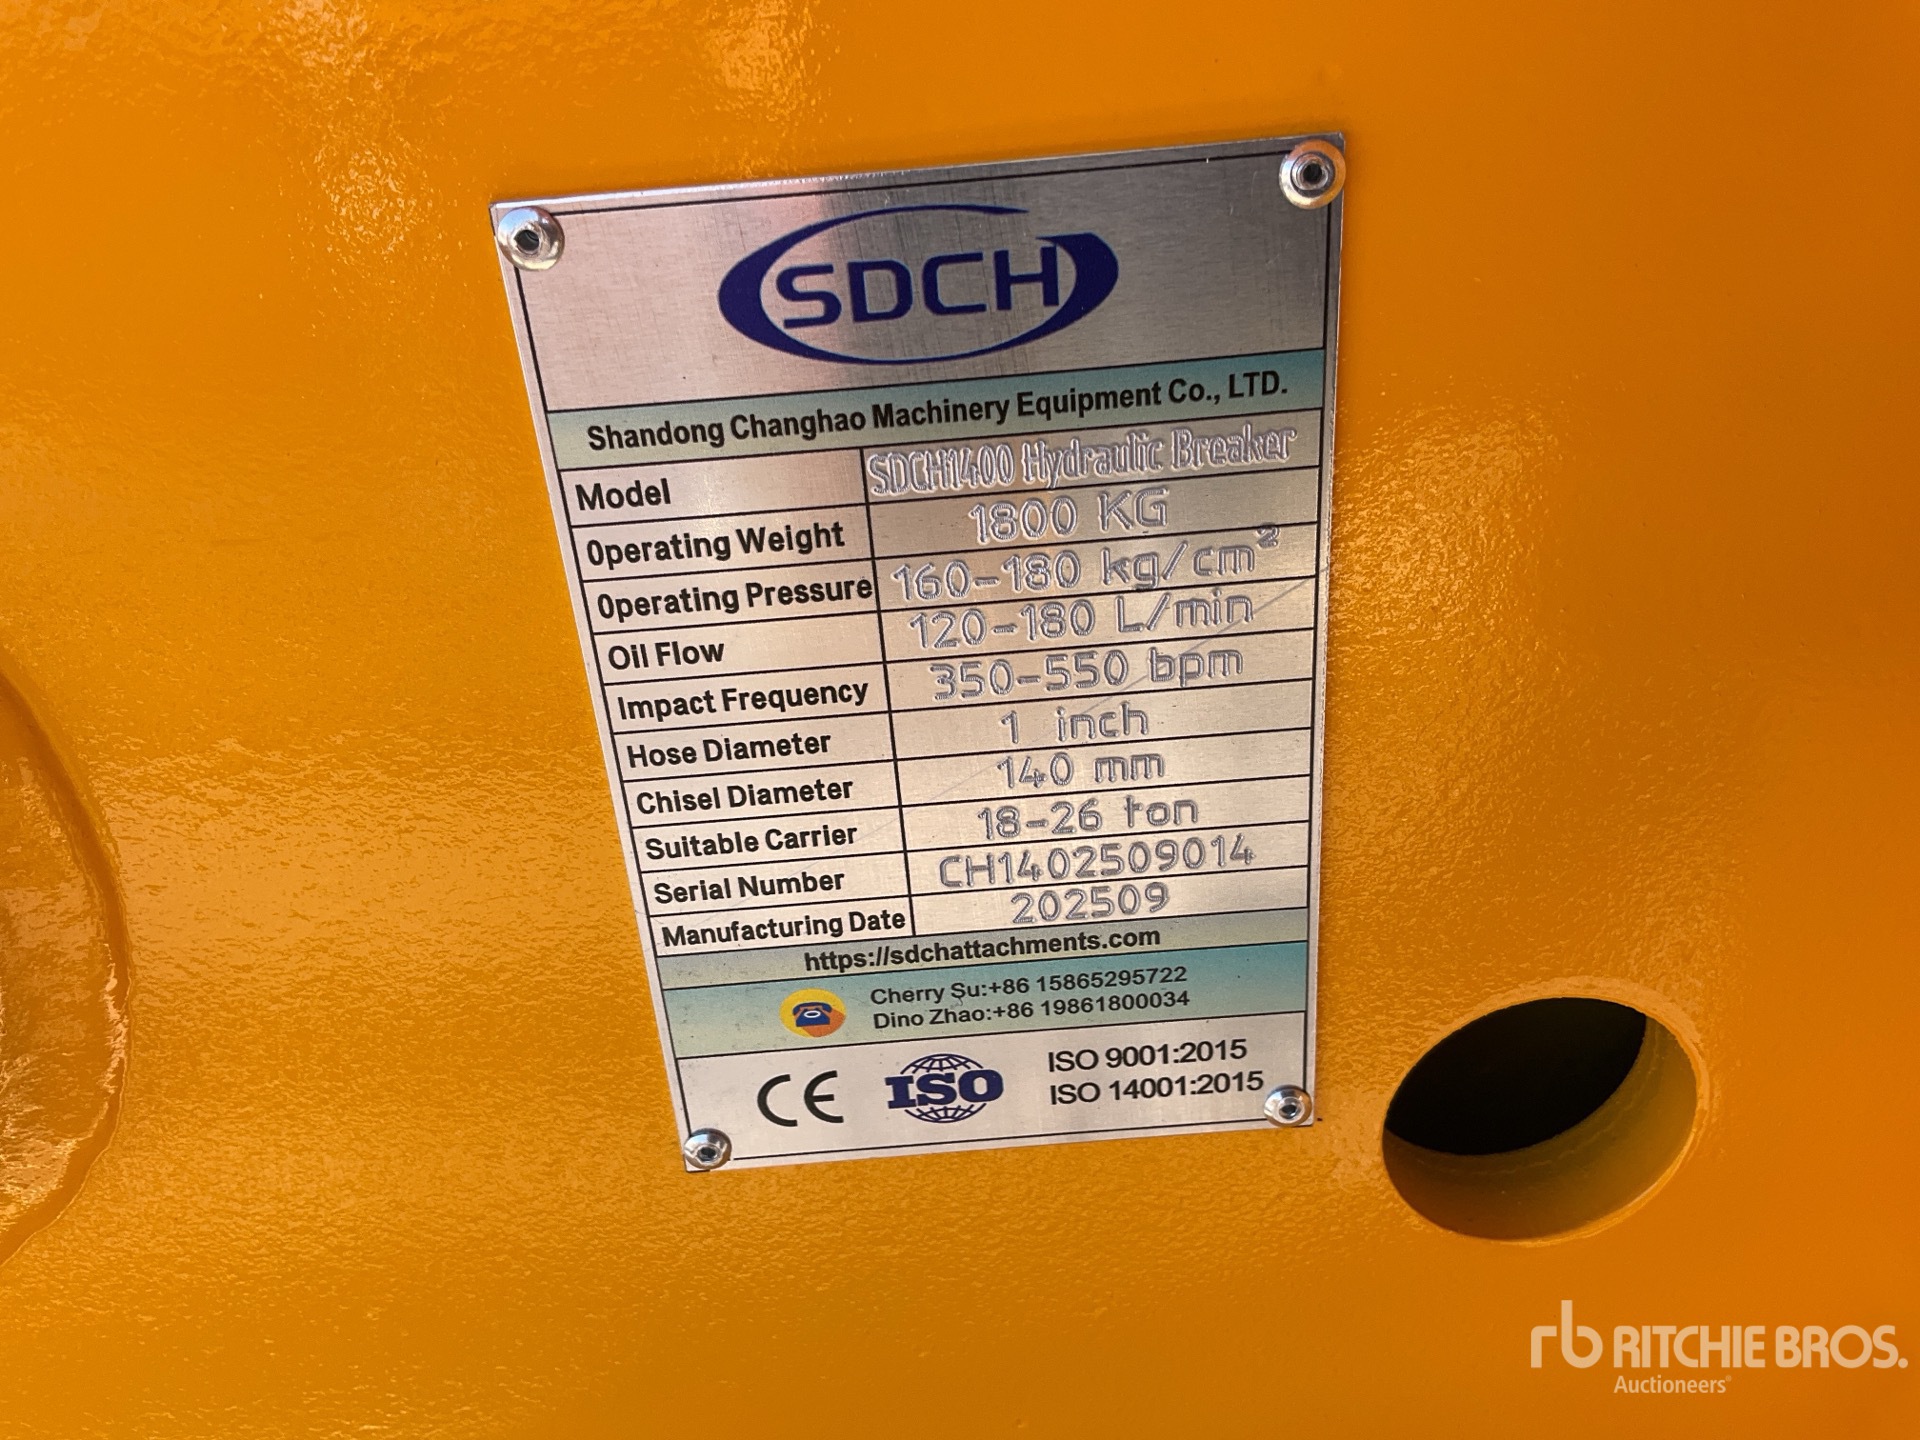 SDCH
Shandong Changhao Machinery Equipment Co., LTD.
Model SDCH1400 Hydraulic Breaker
Operating Weight 1800 KG
Operating Pressure 160-180 kg/cm²
Oil Flow 120-180 L/min
Impact Frequency 350-550 bpm
Hose Diameter 1 inch
Chisel Diameter 140 mm
Suitable Carrier 18-26 ton
Serial Number CH1402509014
Manufacturing Date 202509
https://sdchattachments.com
Cherry Su:+86 15865295722
Dino Zhao:+86 19861800034
CE ISO ISO 9001:2015
ISO 14001:2015
rb RITCHIE BROS.
Auctioneers®